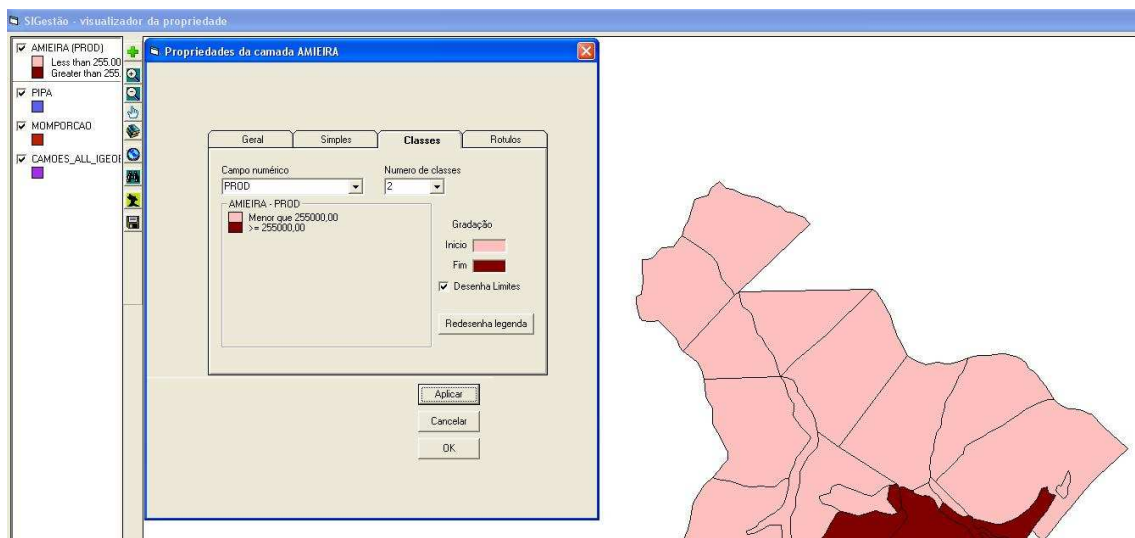 SIGestão - visualizador da propriedade
AMIEIRA (PROD)
Less than 255.00
Greater than 255.
PIPA
MOMPORCAO
CAMOES_ALL_IGEOE
Propriedades da camada AMIEIRA
Geral Simples Classes Rotulos
Campo numérico Numero de classes
PROD 2
AMIEIRA - PROD
Menor que 255000,00
>= 255000,00
Gradação
Inicio
Fim
Desenha Limites
Redesenha legenda
Aplicar
Cancelar
OK